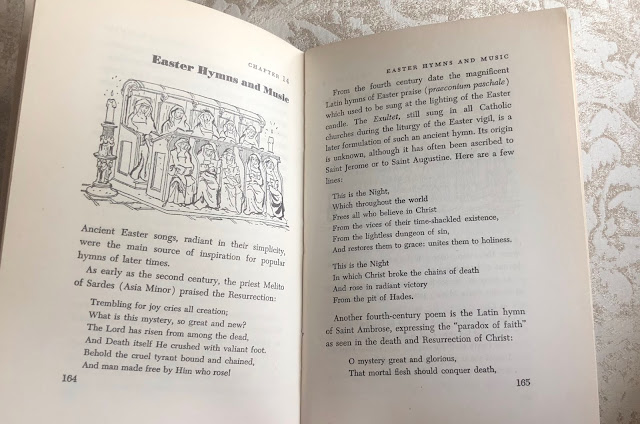 CHAPTER 14
Easter Hymns and Music
Ancient Easter songs, radiant in their simplicity,
were the main source of inspiration for popular
hymns of later times.
As early as the second century, the priest Melito
of Sardes (Asia Minor) praised the Resurrection:
Trembling for joy cries all creation;
What is this mystery, so great and new?
The Lord has risen from among the dead,
And Death itself He crushed with valiant foot.
Behold the cruel tyrant bound and chained,
And man made free by Him who rose!
164
EASTER HYMNS AND MUSIC
From the fourth century date the magnificent
Latin hymns of Easter praise (praeconium paschale)
which used to be sung at the lighting of the Easter
candle. The Exultet, still sung in all Catholic
churches during the liturgy of the Easter vigil, is a
later formulation of such an ancient hymn. Its origin
is unknown, although it has often been ascribed to
Saint Jerome or to Saint Augustine. Here are a few
lines:
This is the Night,
Which throughout the world
Frees all who believe in Christ
From the vices of their time-shackled existence,
From the lightless dungeon of sin,
And restores them to grace: unites them to holiness.
This is the Night
In which Christ broke the chains of death
And rose in radiant victory
From the pit of Hades.
Another fourth-century poem is the Latin hymn
of Saint Ambrose, expressing the "paradox of faith"
as seen in the death and Resurrection of Christ:
O mystery great and glorious,
That mortal flesh should conquer death,
165